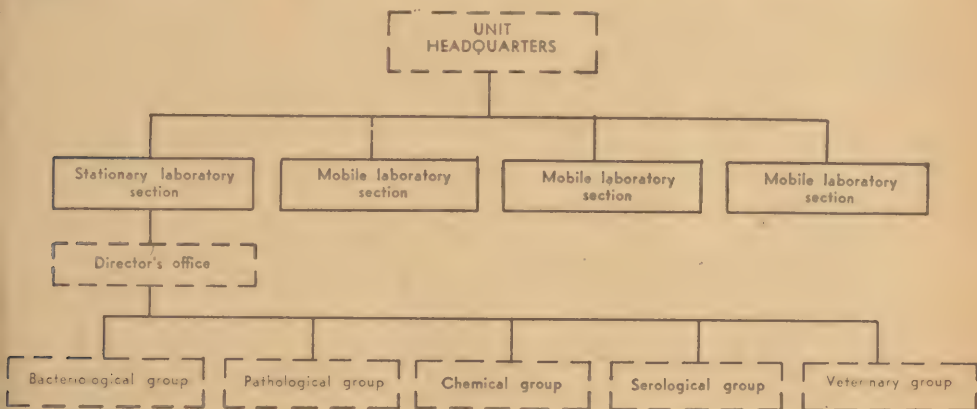 UNIT
HEADQUARTERS
Stationary laboratory
section
Mobile laboratory
section
Mobile laboratory
section
Mobile laboratory
section
Director's office
Bacteriological group
Pathological group
Chemical group
Serological group
Veterinary group